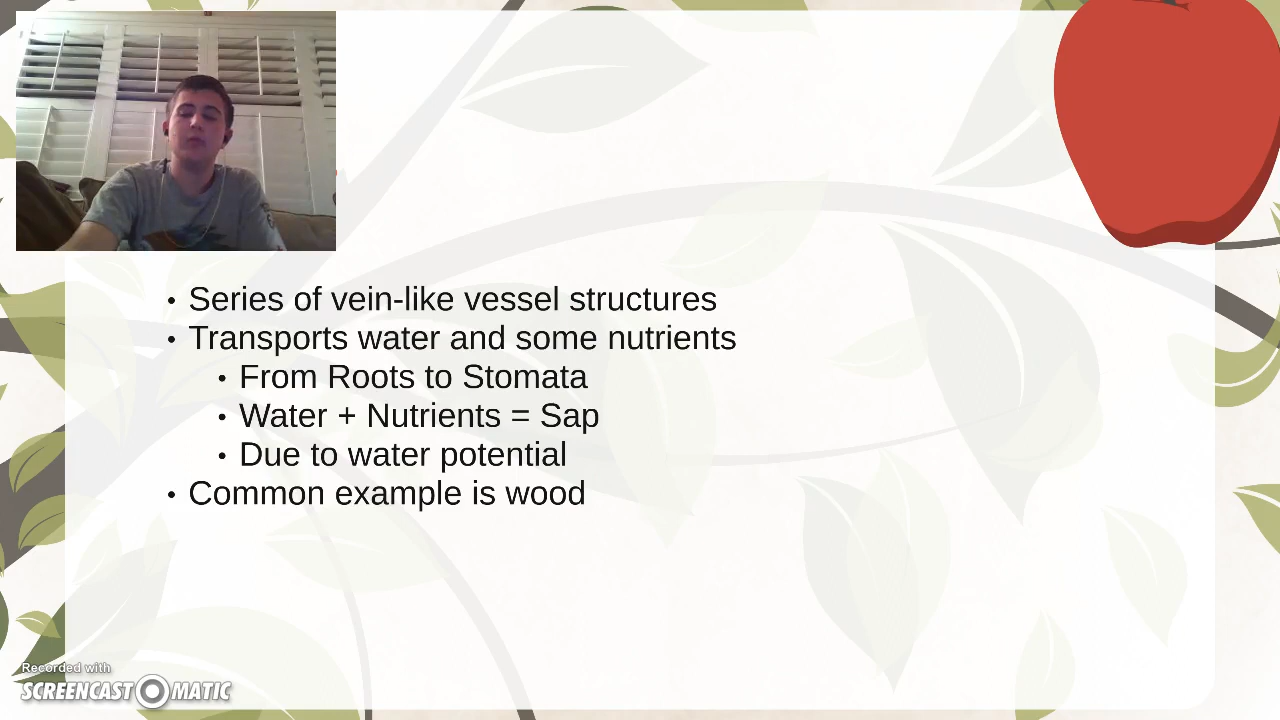 • Series of vein-like vessel structures
• Transports water and some nutrients
• From Roots to Stomata
• Water + Nutrients = Sap
• Due to water potential
• Common example is wood
Recorded with
SCREENCAST O MATIC